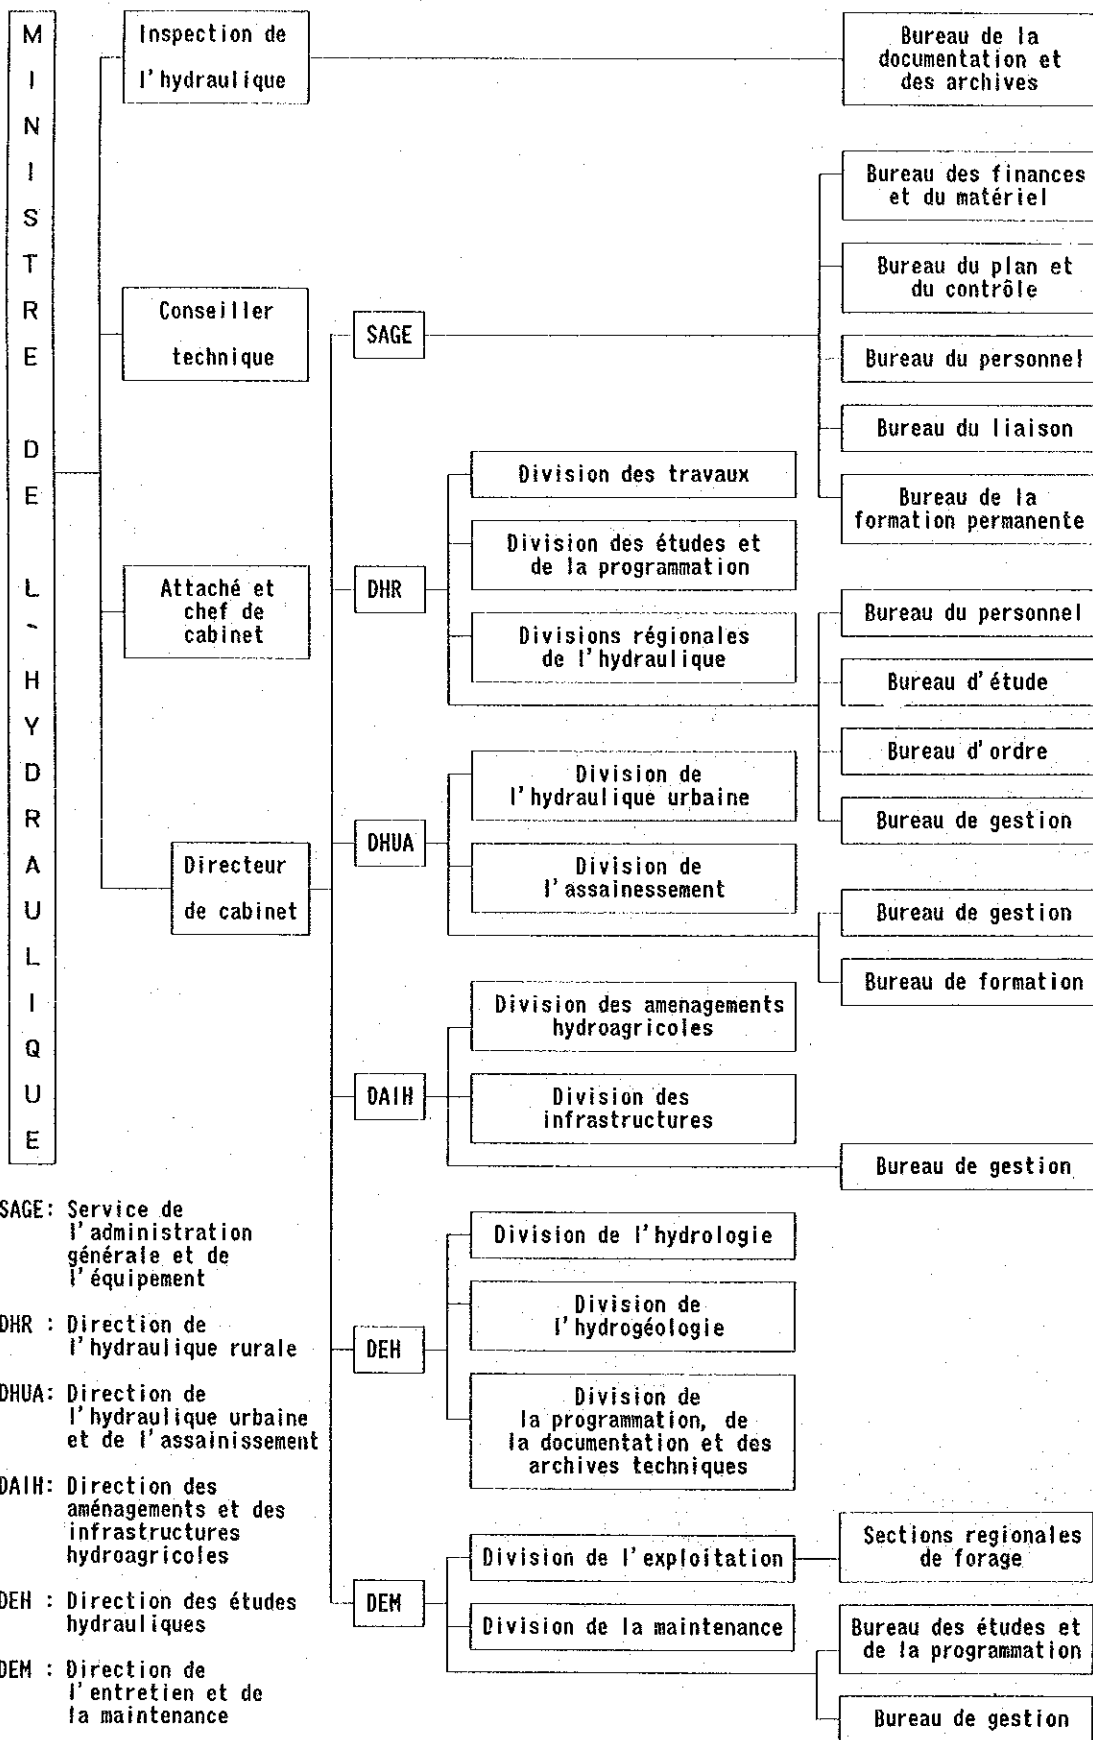 MINISTRE DE L'HYDRAULIQUE
Inspection de
l'hydraulique
Bureau de la
documentation et
des archives
Bureau des finances
et du matériel
Bureau du plan et
du contrôle
Conseiller
technique
SAGE
Bureau du personnel
Bureau du liaison
Bureau de la
formation permanente
Division des travaux
Division des études et
de la programmation
Attaché et
chef de
cabinet
DHR
Divisions régionales
de l'hydraulique
Bureau du personnel
Bureau d'étude
Bureau d'ordre
Bureau de gestion
Division de
l'hydraulique urbaine
Directeur
de cabinet
DHUA
Division de
l'assainessement
Bureau de gestion
Bureau de formation
Division des amenagements
hydroagricoles
DAIH
Division des
infrastructures
Bureau de gestion
Division de l'hydrologie
Division de
l'hydrogéologie
DEH
Division de
la programmation, de
la documentation et des
archives techniques
Division de l'exploitation
Sections regionales
de forage
DEM
Division de la maintenance
Bureau des études et
de la programmation
Bureau de gestion
SAGE: Service de
l'administration
générale et de
l'équipement
DHR : Direction de
l'hydraulique rurale
DHUA: Direction de
l'hydraulique urbaine
et de l'assainissement
DAIH: Direction des
aménagements et des
infrastructures
hydroagricoles
DEH : Direction des études
hydrauliques
DEM : Direction de
l'entretien et de
la maintenance